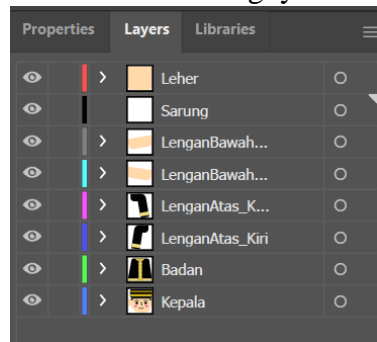 Properties Layers Libraries
Leher
Sarung
LenganBawah...
LenganBawah...
LenganAtas_K...
LenganAtas_Kiri
Badan
Kepala